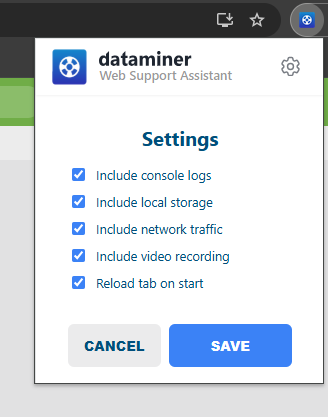 dataminer
Web Support Assistant
Settings
Include console logs
Include local storage
Include network traffic
Include video recording
Reload tab on start
CANCEL
SAVE